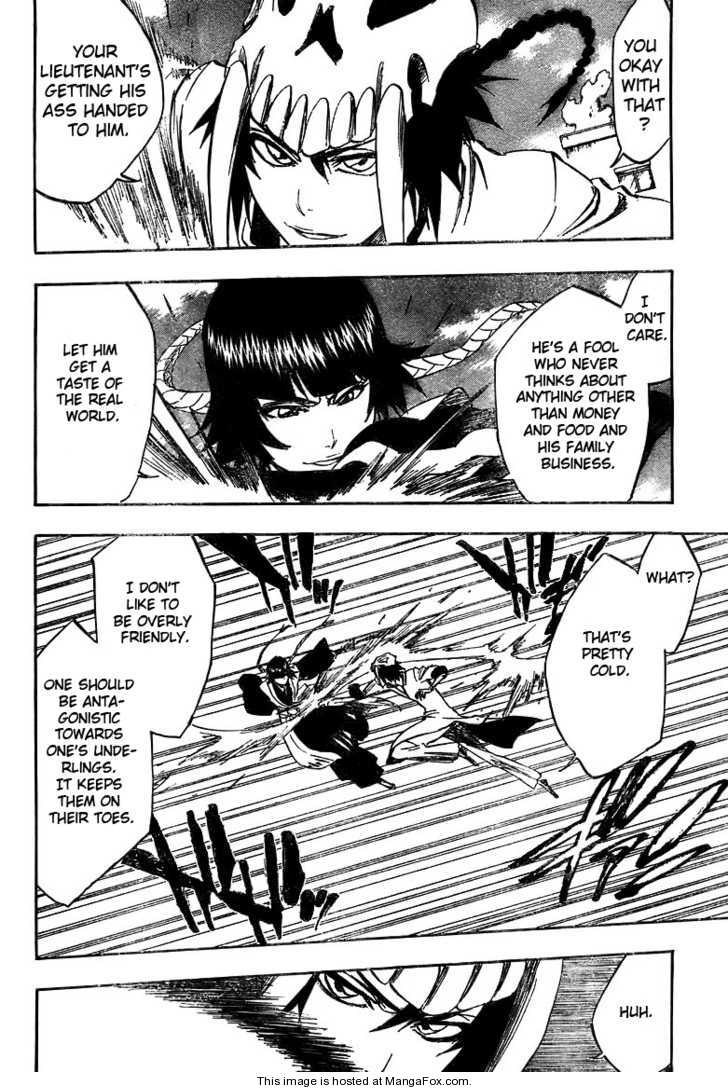 YOU
OKAY
WITH
THAT
?
YOUR
LIEUTENANT'S
GETTING HIS
ASS HANDED
TO HIM.
I
DON'T
CARE.
HE'S A FOOL
WHO NEVER
THINKS ABOUT
ANYTHING OTHER
THAN MONEY
AND FOOD AND
HIS FAMILY
BUSINESS.
LET HIM
GET A
TASTE OF
THE REAL
WORLD.
WHAT?
THAT'S
PRETTY
COLD.
I DON'T
LIKE TO
BE OVERLY
FRIENDLY.
ONE SHOULD
BE ANTA-
GONISTIC
TOWARDS
ONE'S UNDE-
RLINGS.
IT KEEPS
THEM ON
THEIR TOES.
HUH.
This image is hosted at MangaFox.com.